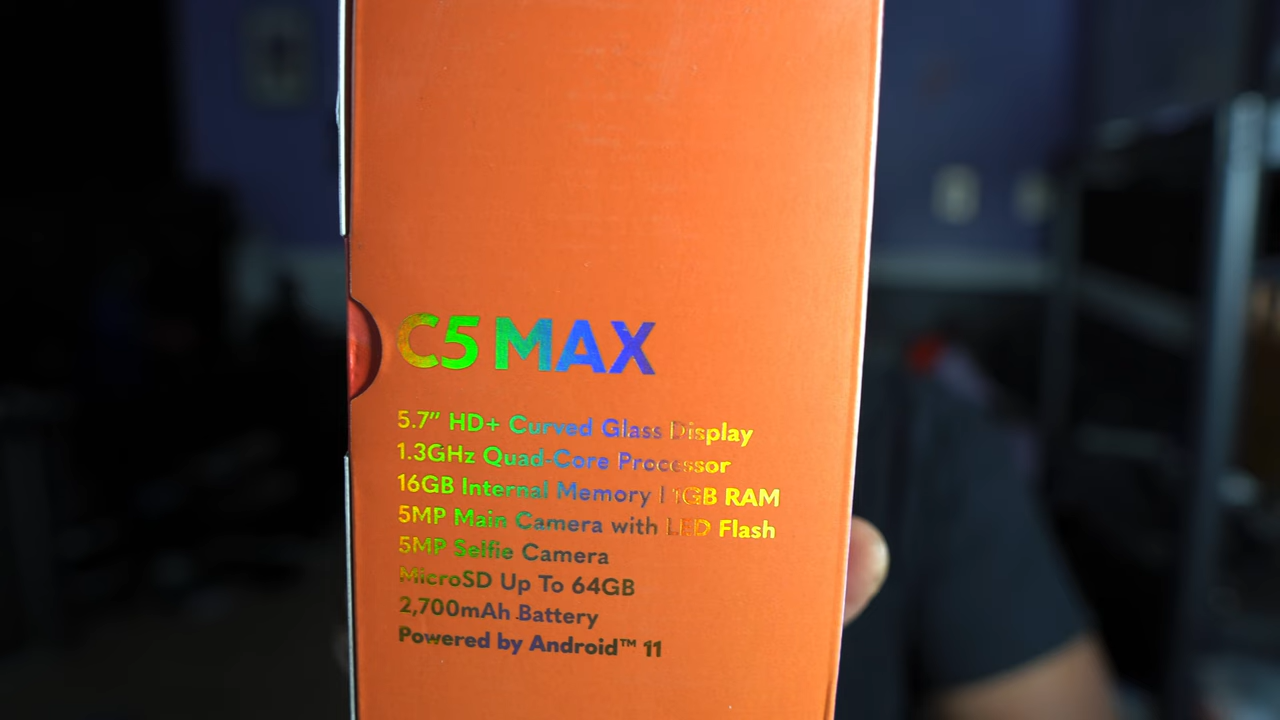 C5 MAX
5.7" HD+ Curved Glass Display
1.3GHz Quad-Core Processor
16GB Internal Memory | 1GB RAM
5MP Main Camera with LED Flash
5MP Selfie Camera
MicroSD Up To 64GB
2,700mAh Battery
Powered by Android™ 11